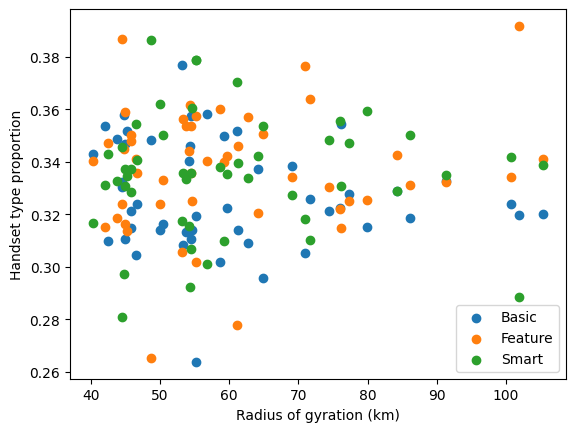 Handset type proportion
0.38
0.36
0.34
0.32
0.30
0.28
0.26
Basic
Feature
Smart
40 50 60 70 80 90 100
Radius of gyration (km)